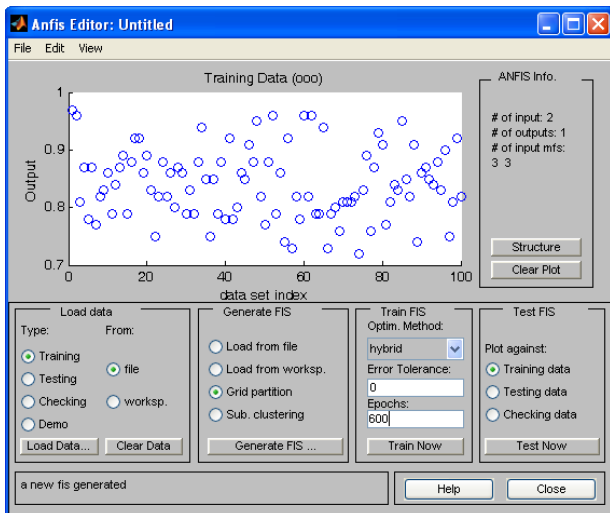 Anfis Editor: Untitled
File Edit View
Training Data (ooo)
1
0.9
0.8
0.7
Output
0 20 40 60 80 100
data set index
ANFIS Info.
# of input: 2
# of outputs: 1
# of input mfs:
3 3
Structure
Clear Plot
Load data
Type: From:
Training
Testing
Checking
Demo
file
worksp.
Load Data... Clear Data
Generate FIS
Load from file
Load from worksp.
Grid partition
Sub. clustering
Generate FIS ...
Train FIS
Optim. Method:
hybrid
Error Tolerance:
0
Epochs:
600
Train Now
Test FIS
Plot against:
Training data
Testing data
Checking data
Test Now
a new fis generated
Help Close